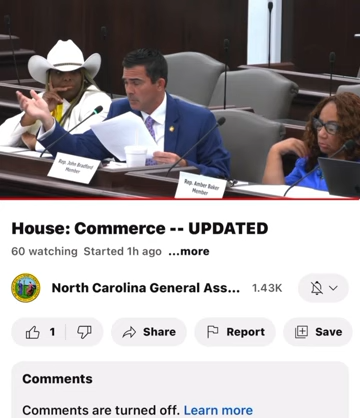 Rep. John Bradford
Member
Rep. Amber Baker
Member
House: Commerce -- UPDATED
60 watching Started 1h ago ...more
North Carolina General Ass... 1.43K
1 Share Report Save
Comments
Comments are turned off. Learn more